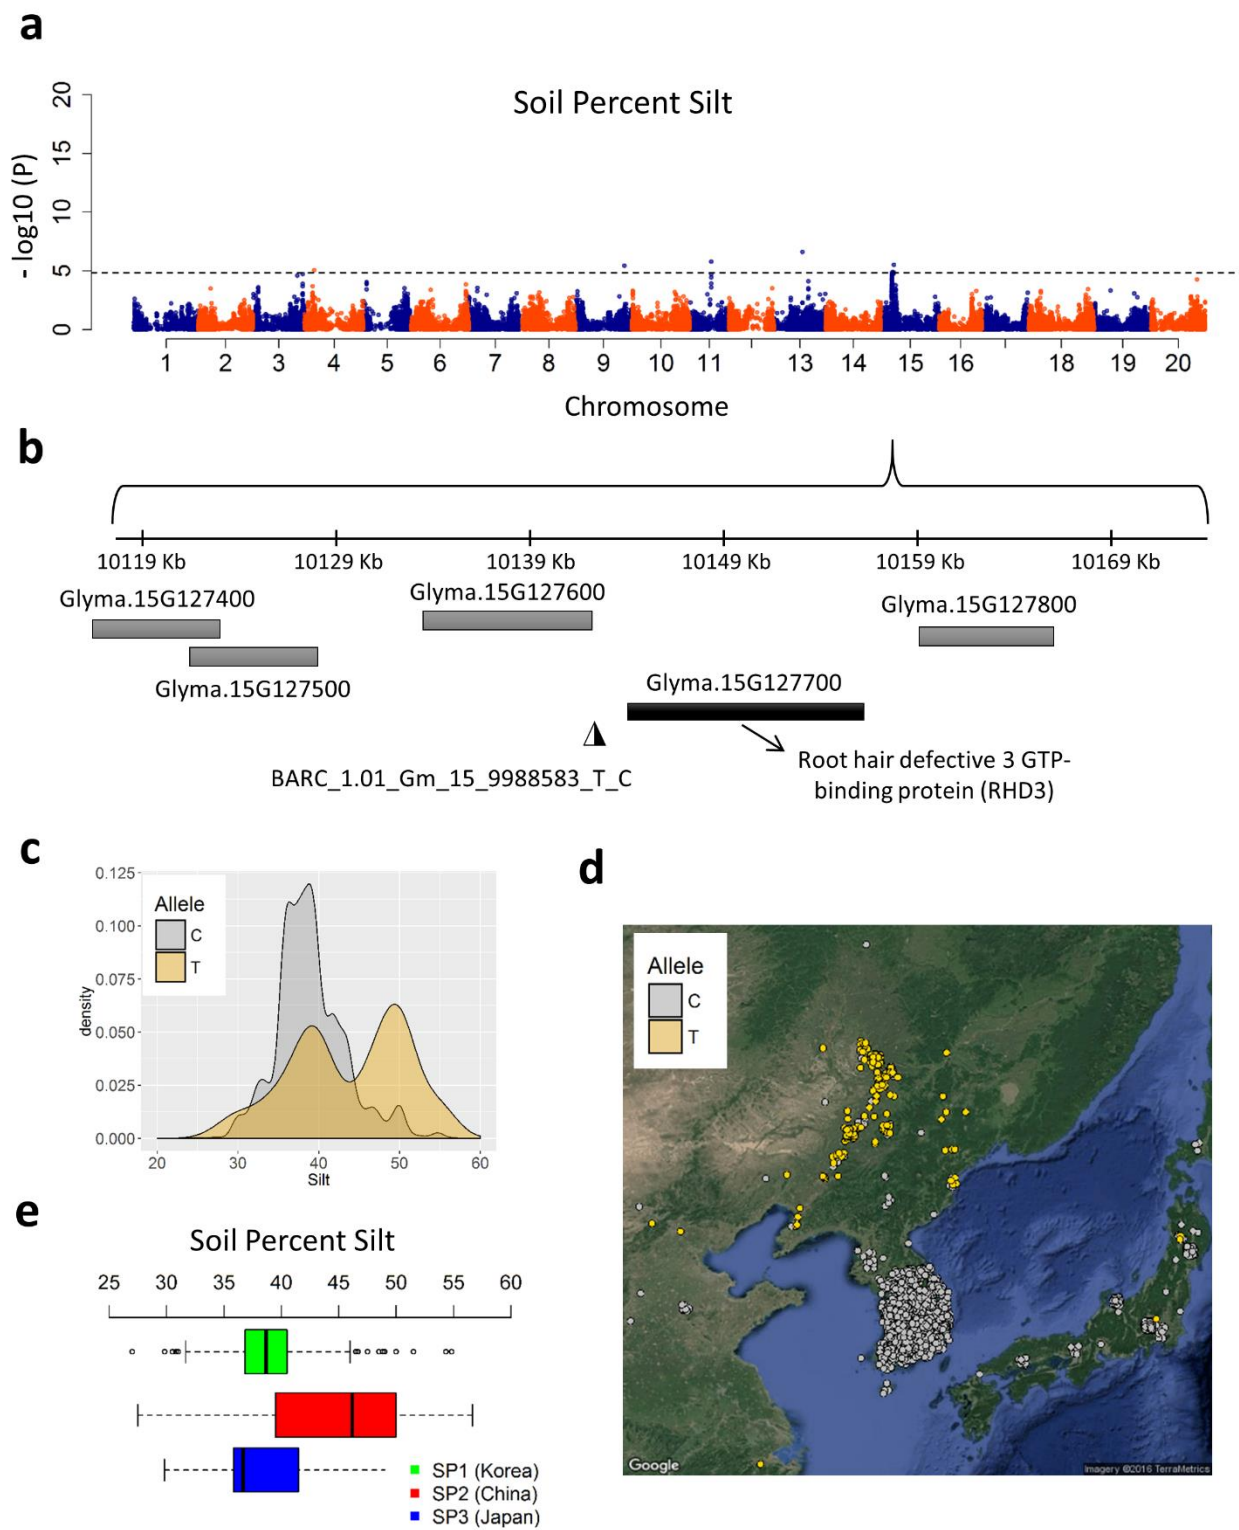 a
Soil Percent Silt
20
15
10
5
0
- log10 (P)
1 2 3 4 5 6 7 8 9 10 11 13 14 15 16 18 19 20
Chromosome
b
10119 Kb 10129 Kb 10139 Kb 10149 Kb 10159 Kb 10169 Kb
Glyma.15G127400
Glyma.15G127600
Glyma.15G127800
Glyma.15G127500
Glyma.15G127700
BARC_1.01_Gm_15_9988583_T_C
Root hair defective 3 GTP-
binding protein (RHD3)
c
0.125
0.100
0.075
0.050
0.025
0.000
density
Allele
C
T
20 30 40 50 60
Silt
d
Allele
C
T
Google
Imagery ©2016 TerraMetrics
e
Soil Percent Silt
25 30 35 40 45 50 55 60
SP1 (Korea)
SP2 (China)
SP3 (Japan)